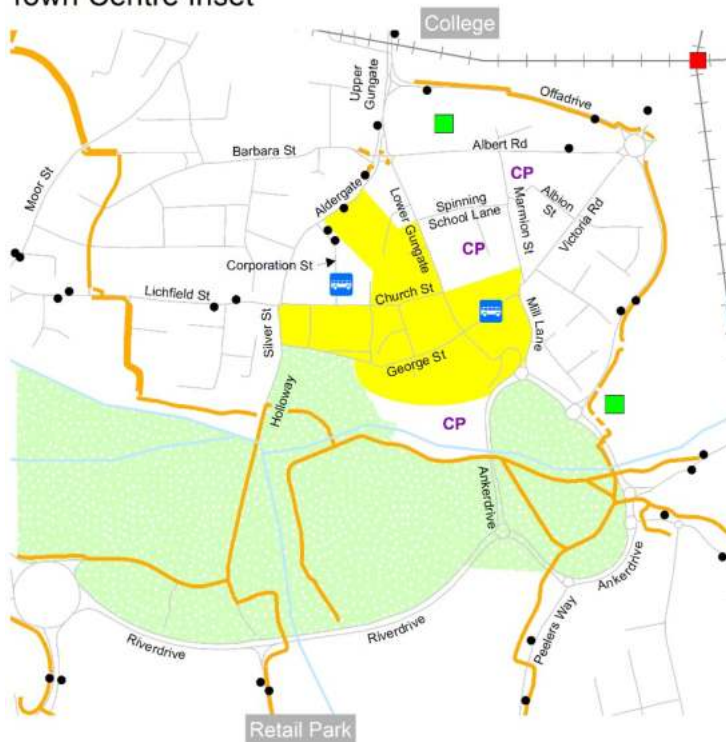 Town Centre Inset
College
Upper
Gungate
Offadrive
Barbara St
Albert Rd
Moor St
Aldergate
CP
Lower Gungate
Spinning
School Lane
Marmion St
Albion
St
Victoria Rd
CP
Corporation St
Lichfield St
Church St
Silver St
Mill Lane
George St
Holloway
CP
Ankerdrive
Ankerdrive
Peelers Way
Riverdrive
Riverdrive
Retail Park